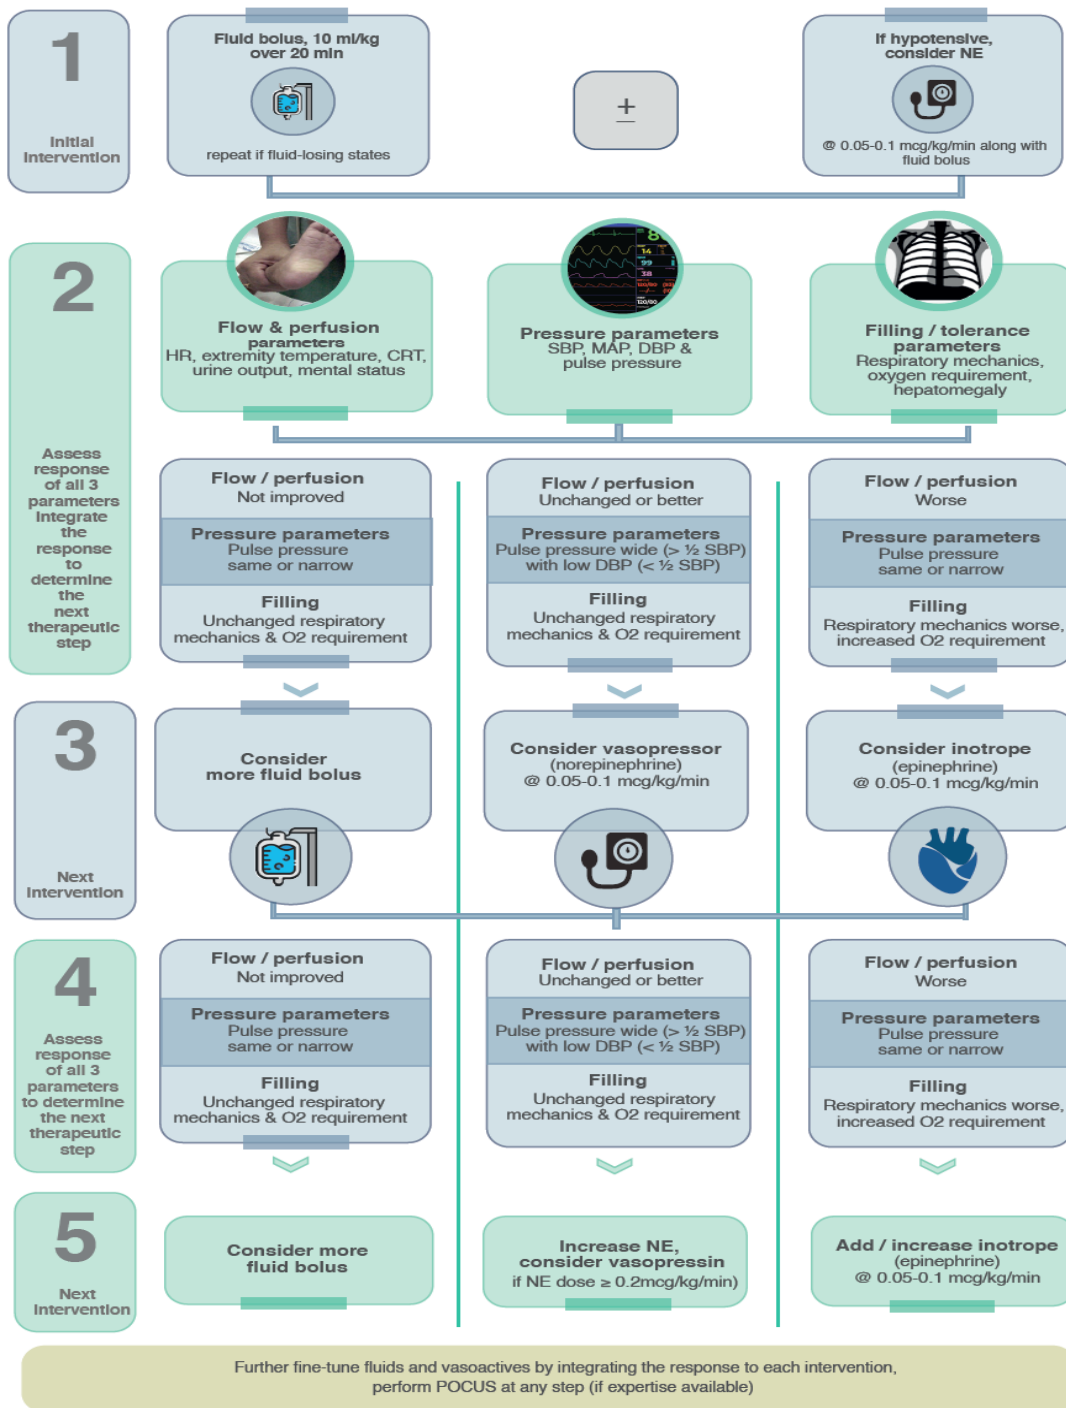 1
Initial
Intervention
Fluid bolus, 10 ml/kg
over 20 min
repeat if fluid-losing states
+
If hypotensive,
consider NE
@ 0.05-0.1 mcg/kg/min along with
fluid bolus
2
Assess
response
of all 3
parameters
Integrate
the
response
to
determine
the
next
therapeutic
step
Flow & perfusion
parameters
HR, extremity temperature, CRT,
urine output, mental status
14
99
38
120/80
Pressure parameters
SBP, MAP, DBP &
pulse pressure
Filling / tolerance
parameters
Respiratory mechanics,
oxygen requirement,
hepatomegaly
Flow / perfusion
Not improved
Pressure parameters
Pulse pressure
same or narrow
Filling
Unchanged respiratory
mechanics & O2 requirement
Flow / perfusion
Unchanged or better
Pressure parameters
Pulse pressure wide (> ½ SBP)
with low DBP (< ½ SBP)
Filling
Unchanged respiratory
mechanics & O2 requirement
Flow / perfusion
Worse
Pressure parameters
Pulse pressure
same or narrow
Filling
Respiratory mechanics worse,
increased O2 requirement
3
Next
Intervention
Consider
more fluid bolus
Consider vasopressor
(norepinephrine)
@ 0.05-0.1 mcg/kg/min
Consider inotrope
(epinephrine)
@ 0.05-0.1 mcg/kg/min
4
Assess
response
of all 3
parameters
to determine
the next
therapeutic
step
Flow / perfusion
Not improved
Pressure parameters
Pulse pressure
same or narrow
Filling
Unchanged respiratory
mechanics & O2 requirement
Flow / perfusion
Unchanged or better
Pressure parameters
Pulse pressure wide (> ½ SBP)
with low DBP (< ½ SBP)
Filling
Unchanged respiratory
mechanics & O2 requirement
Flow / perfusion
Worse
Pressure parameters
Pulse pressure
same or narrow
Filling
Respiratory mechanics worse,
increased O2 requirement
5
Next
Intervention
Consider more
fluid bolus
Increase NE,
consider vasopressin
if NE dose ≥ 0.2mcg/kg/min)
Add / increase inotrope
(epinephrine)
@ 0.05-0.1 mcg/kg/min
Further fine-tune fluids and vasoactives by integrating the response to each intervention,
perform POCUS at any step (if expertise available)